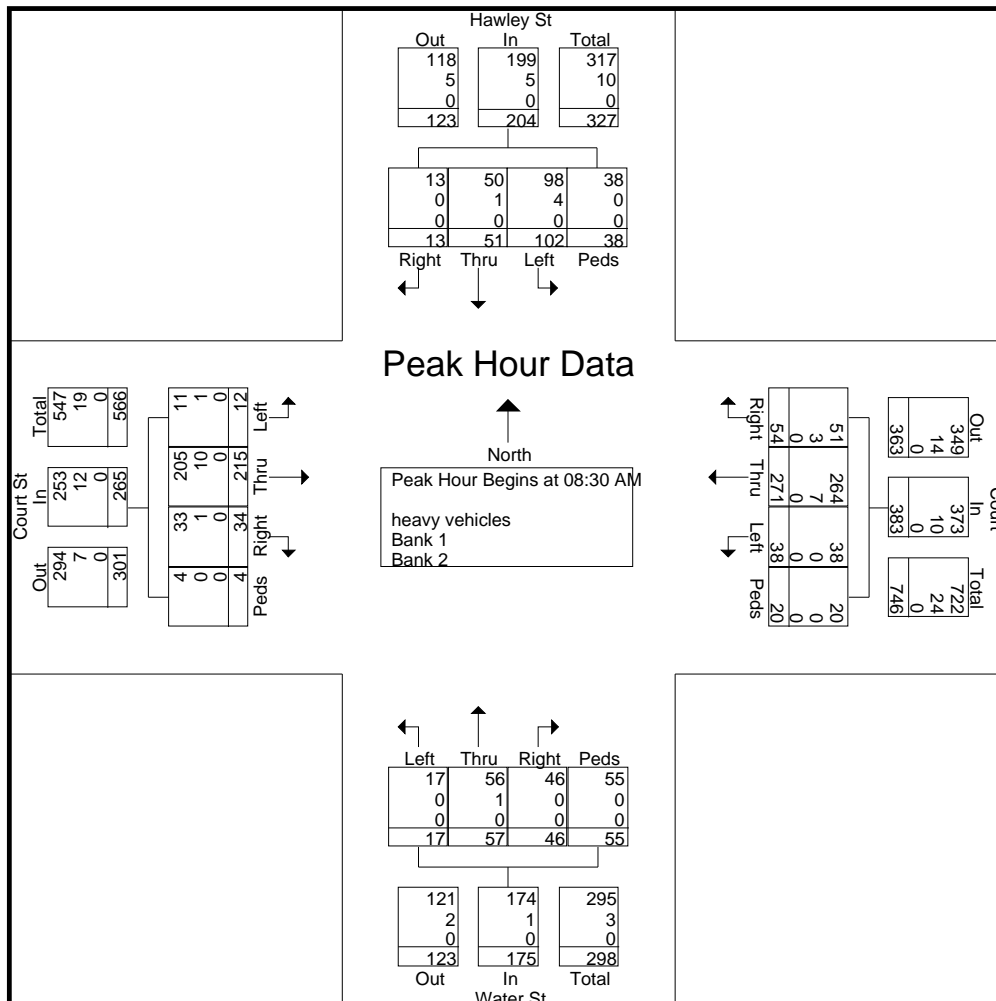 Hawley St
Out In Total
118 199 317
5 5 10
0 0 0
123 204 327
13 50 98 38
0 1 4 0
0 0 0 0
13 51 102 38
Right Thru Left Peds
Peak Hour Data
North
Peak Hour Begins at 08:30 AM
heavy vehicles
Bank 1
Bank 2
Court St
Total In Out
547 253 294
19 12 7
0 0 0
566 265 301
11 205 33 4
1 10 1 0
0 0 0 0
12 215 34 4
Left Thru Right Peds
Court
Out In Total
349 373 722
14 10 24
0 0 0
363 383 746
51 264 38 20
3 7 0 0
0 0 0 0
54 271 38 20
Right Thru Left Peds
Left Thru Right Peds
17 56 46 55
0 1 0 0
0 0 0 0
17 57 46 55
121 174 295
2 1 3
0 0 0
123 175 298
Out In Total
Water St